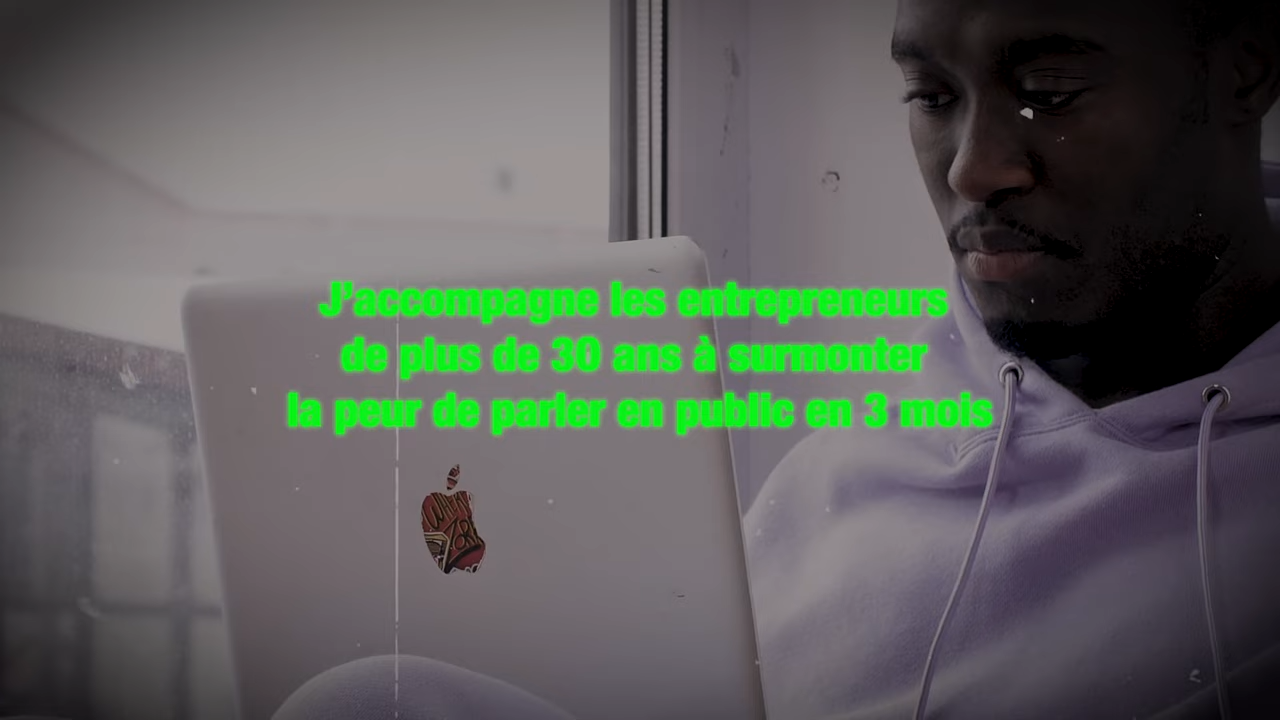 J'accompagne les entrepreneurs
de plus de 30 ans à surmonter
la peur de parler en public en 3 mois